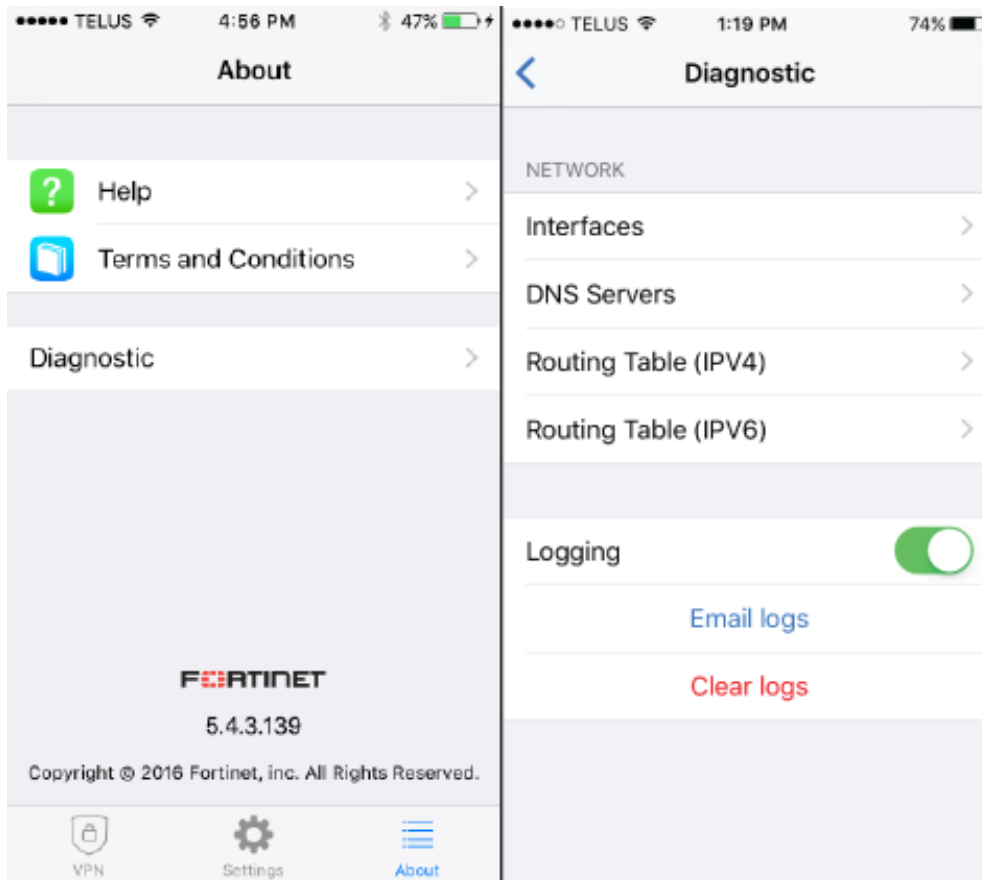 TELUS 4:56 PM 47%
About
Help
Terms and Conditions
Diagnostic
FORTINET
5.4.3.139
Copyright © 2016 Fortinet, inc. All Rights Reserved.
VPN Settings About
TELUS 1:19 PM 74%
Diagnostic
NETWORK
Interfaces
DNS Servers
Routing Table (IPV4)
Routing Table (IPV6)
Logging
Email logs
Clear logs